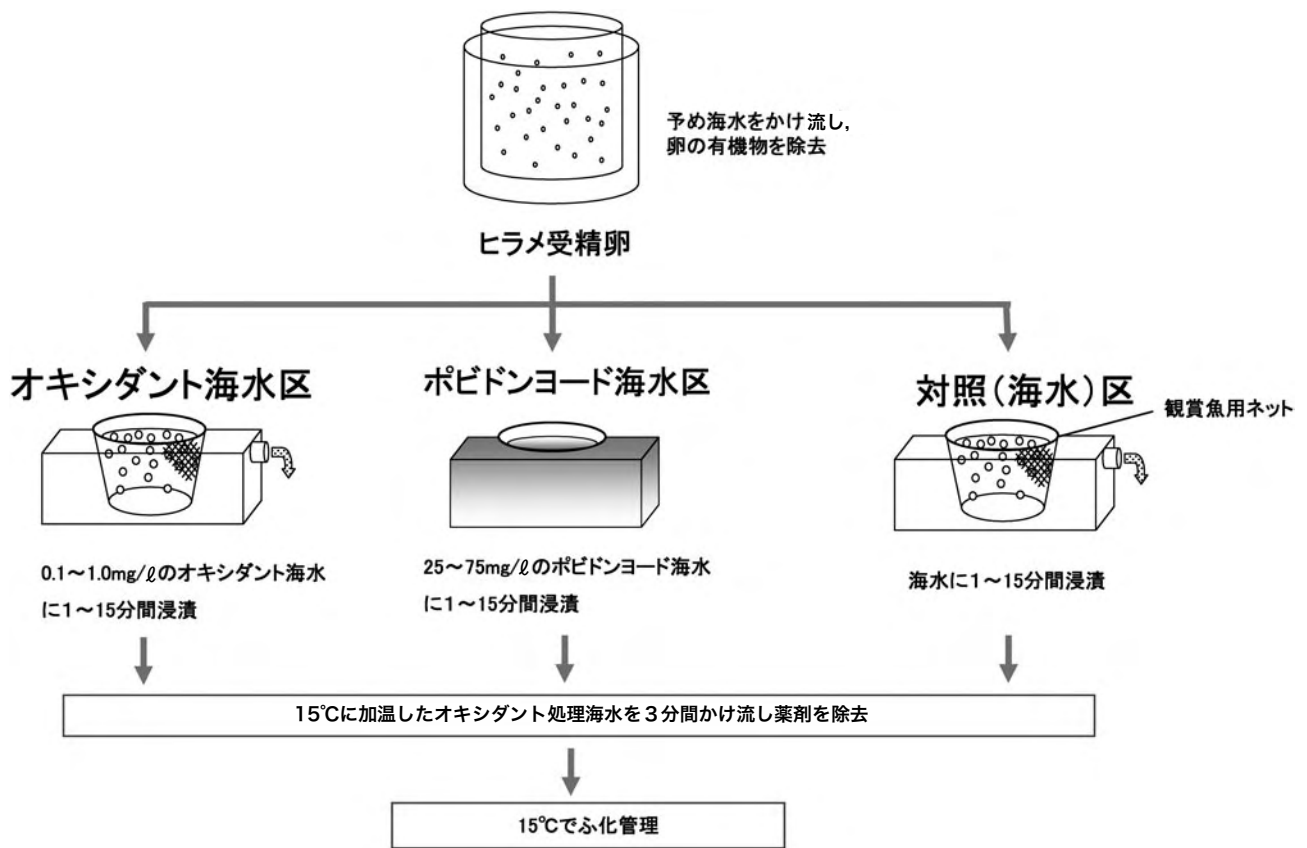 予め海水をかけ流し,
卵の有機物を除去
ヒラメ受精卵
オキシダント海水区
ポビドンヨード海水区
対照(海水)区
観賞魚用ネット
0.1～1.0mg/ℓのオキシダント海水
に1～15分間浸漬
25～75mg/ℓのポビドンヨード海水
に1～15分間浸漬
海水に1～15分間浸漬
15℃に加温したオキシダント処理海水を３分間かけ流し薬剤を除去
15℃でふ化管理